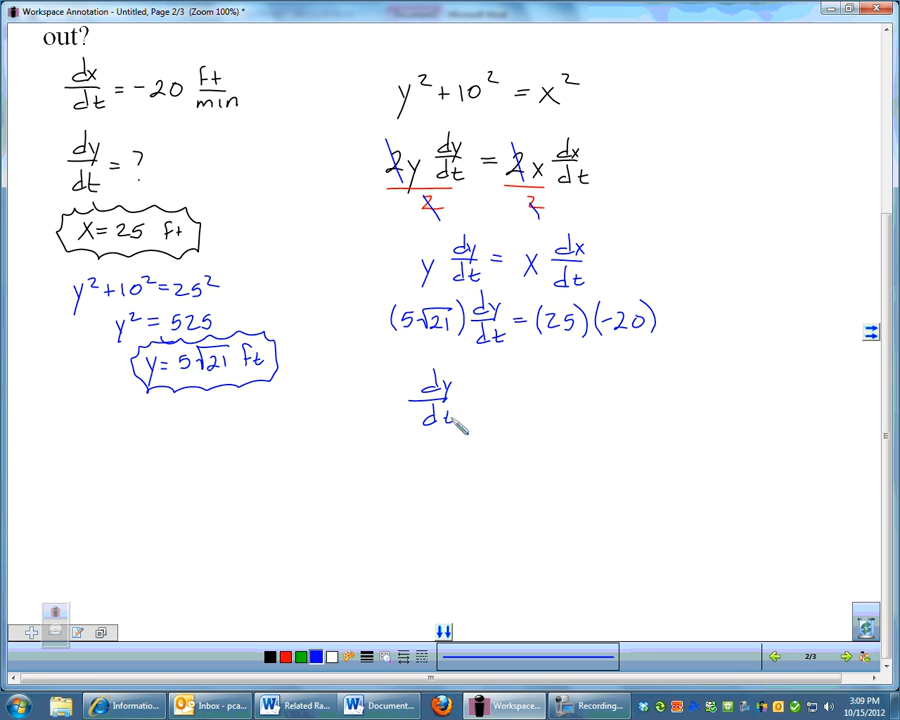 Workspace Annotation - Untitled, Page 2/3 (Zoom 100%) *
out?
dx/dt = -20 ft/min
dy/dt = ?
x = 25 ft
y² + 10² = 25²
y² = 525
y = 5√21 ft
y² + 10² = x²
2y dy/dt = 2x dx/dt
2 2
y dy/dt = x dx/dt
(5√21) dy/dt = (25)(-20)
dy/dt
2/3
Informatio...
Inbox - pca...
Related Ra...
Document...
Workspace...
Recording...
3:09 PM
10/15/2012